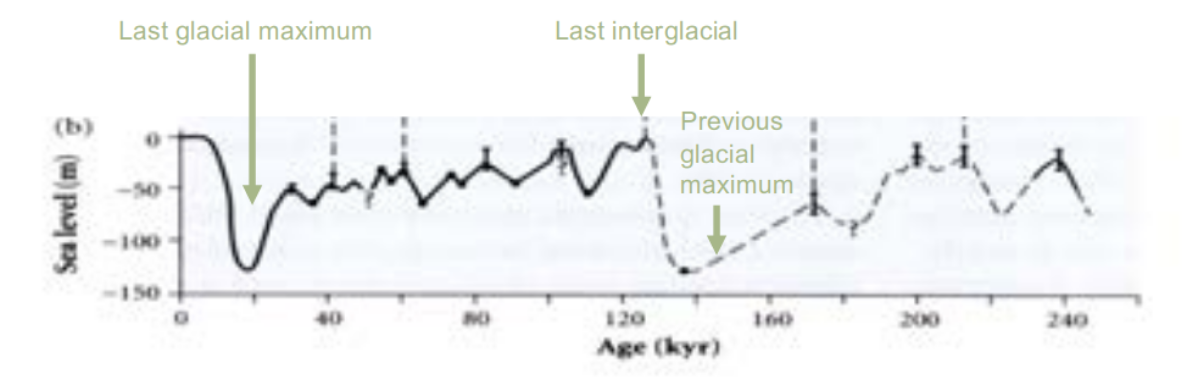 Last glacial maximum
Last interglacial
Previous
glacial
maximum
(b)
Sea level (m)
0
−50
−100
−150
0 40 80 120 160 200 240
Age (kyr)